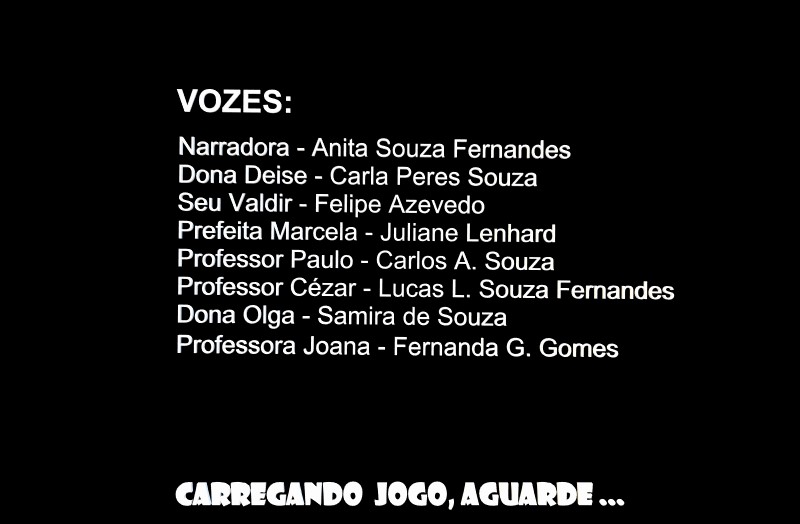 VOZES:
Narradora - Anita Souza Fernandes
Dona Deise - Carla Peres Souza
Seu Valdir - Felipe Azevedo
Prefeita Marcela - Juliane Lenhard
Professor Paulo - Carlos A. Souza
Professor Cézar - Lucas L. Souza Fernandes
Dona Olga - Samira de Souza
Professora Joana - Fernanda G. Gomes
CARREGANDO JOGO, AGUARDE ...